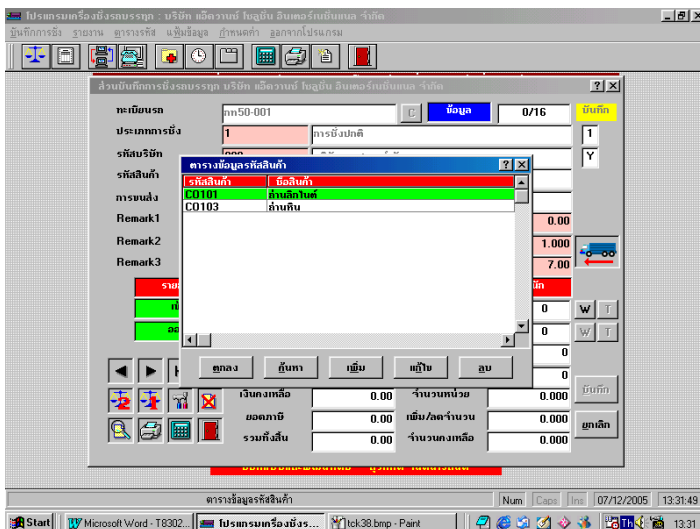 โปรแกรมเครื่องชั่งรถบรรทุก : บริษัท แอ๊ดวานซ์ โซลูชั่น อินเตอร์เนชั่นแนล จำกัด
บันทึกการชั่ง รายงาน ตารางรหัส แฟ้มข้อมูล กำหนดค่า ออกจากโปรแกรม
ส่วนบันทึกการชั่งรถบรรทุก บริษัท แอ๊ดวานซ์ โซลูชั่น อินเตอร์เนชั่นแนล จำกัด
ทะเบียนรถ กท50-001 C ข้อมูล 0/16 บันทึก
ประเภทการชั่ง 1 การชั่งปกติ 1
รหัสบริษัท Y
รหัสสินค้า
การขนส่ง
Remark1 0.00
Remark2 1.000
Remark3 7.00
ตารางข้อมูลรหัสสินค้า
รหัสสินค้า ชื่อสินค้า
CO101 ถ่านลิกไนต์
CO103 ถ่านหิน
ตกลง ค้นหา เพิ่ม แก้ไข ลบ
0 W T
0 W T
0
0
เงินคงเหลือ 0.00 จำนวนหน่วย 0.000 บันทึก
ยอดภาษี 0.00 เพิ่ม/ลดจำนวน 0.000 ยกเลิก
รวมทั้งสิ้น 0.00 จำนวนคงเหลือ 0.000
ตารางข้อมูลรหัสสินค้า Num Caps Ins 07/12/2005 13:31:49
Start Microsoft Word - T8302... โปรแกรมเครื่องชั่งร... tck38.bmp - Paint Th 13:31